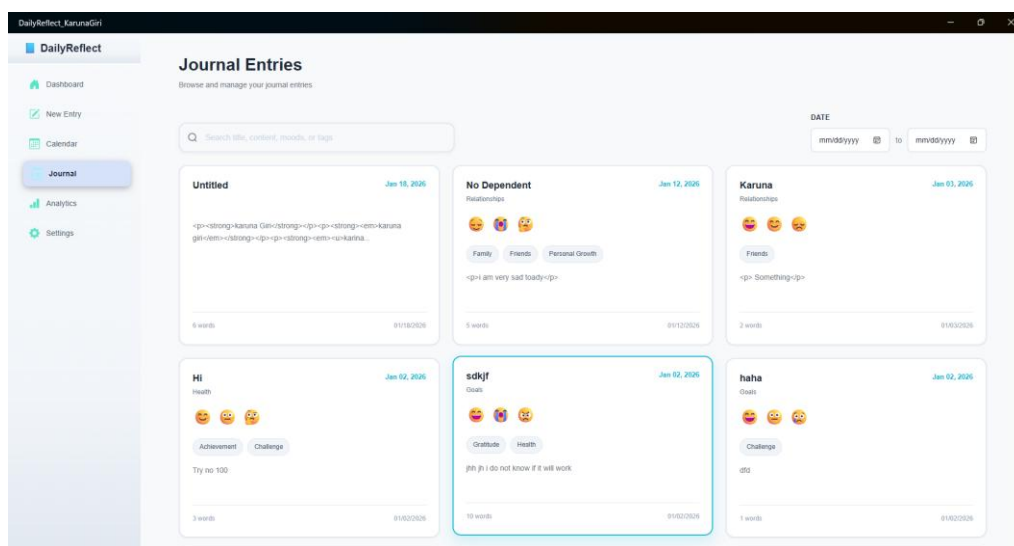 DailyReflect_KarunaGiri
DailyReflect
Dashboard
New Entry
Calendar
Journal
Analytics
Settings
Journal Entries
Browse and manage your journal entries
Search title, content, moods, or tags
DATE
mm/dd/yyyy to mm/dd/yyyy
Untitled Jan 18, 2026
<p><strong>karuna Giri</strong></p><p><strong><em>karuna
giri</em></strong></p><p><strong><em><u>karina...
6 words 01/18/2026
No Dependent Jan 12, 2026
Relationships
Family Friends Personal Growth
<p>i am very sad toady</p>
5 words 01/12/2026
Karuna Jan 03, 2026
Relationships
Friends
<p> Something</p>
2 words 01/03/2026
Hi Jan 02, 2026
Health
Achievement Challenge
Try no 100
3 words 01/02/2026
sdkjf Jan 02, 2026
Goals
Gratitude Health
jhh jh i do not know if it will work
10 words 01/02/2026
haha Jan 02, 2026
Goals
Challenge
dfd
1 words 01/02/2026